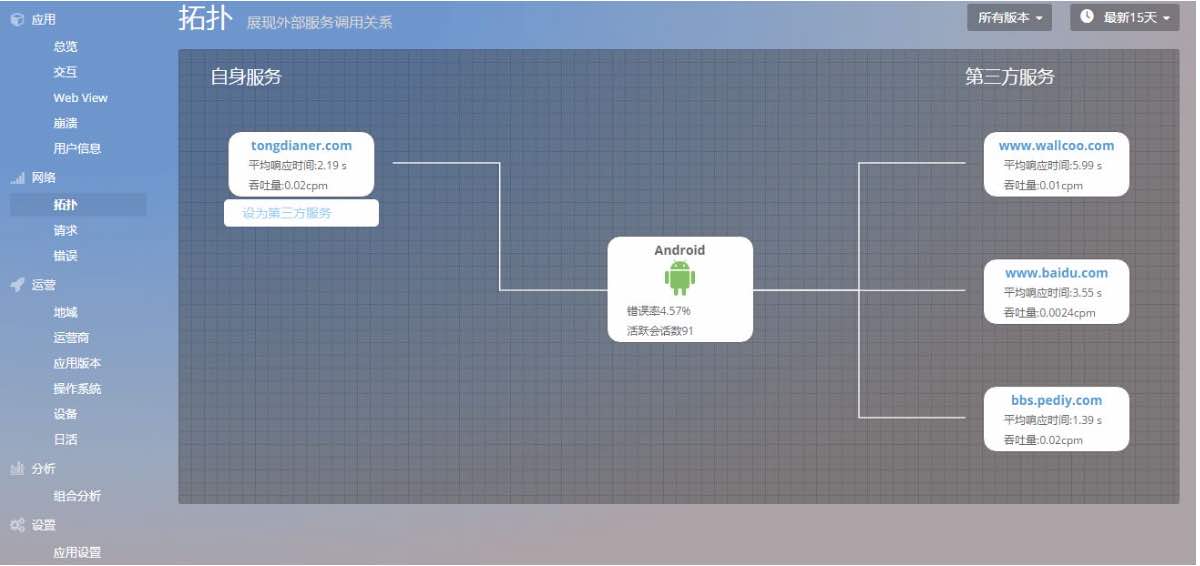 应用
总览
交互
Web View
崩溃
用户信息
网络
拓扑
请求
错误
运营
地域
运营商
应用版本
操作系统
设备
日活
分析
组合分析
设置
应用设置
拓扑 展现外部服务调用关系
所有版本
最新15天
自身服务
第三方服务
tongdianer.com
平均响应时间:2.19 s
吞吐量:0.02cpm
设为第三方服务
Android
错误率4.57%
活跃会话数91
www.wallcoo.com
平均响应时间:5.99 s
吞吐量:0.01cpm
www.baidu.com
平均响应时间:3.55 s
吞吐量:0.0024cpm
bbs.pediy.com
平均响应时间:1.39 s
吞吐量:0.02cpm